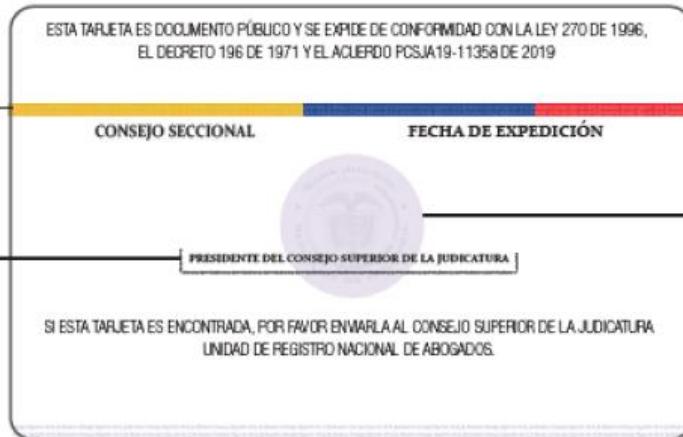 ESTA TARJETA ES DOCUMENTO PÚBLICO Y SE EXPIDE DE CONFORMIDAD CON LA LEY 270 DE 1996,
EL DECRETO 196 DE 1971 Y EL ACUERDO PCSJA19-11358 DE 2019
CONSEJO SECCIONAL
FECHA DE EXPEDICIÓN
PRESIDENTE DEL CONSEJO SUPERIOR DE LA JUDICATURA
SI ESTA TARJETA ES ENCONTRADA, POR FAVOR ENVIARLA AL CONSEJO SUPERIOR DE LA JUDICATURA
UNIDAD DE REGISTRO NACIONAL DE ABOGADOS.